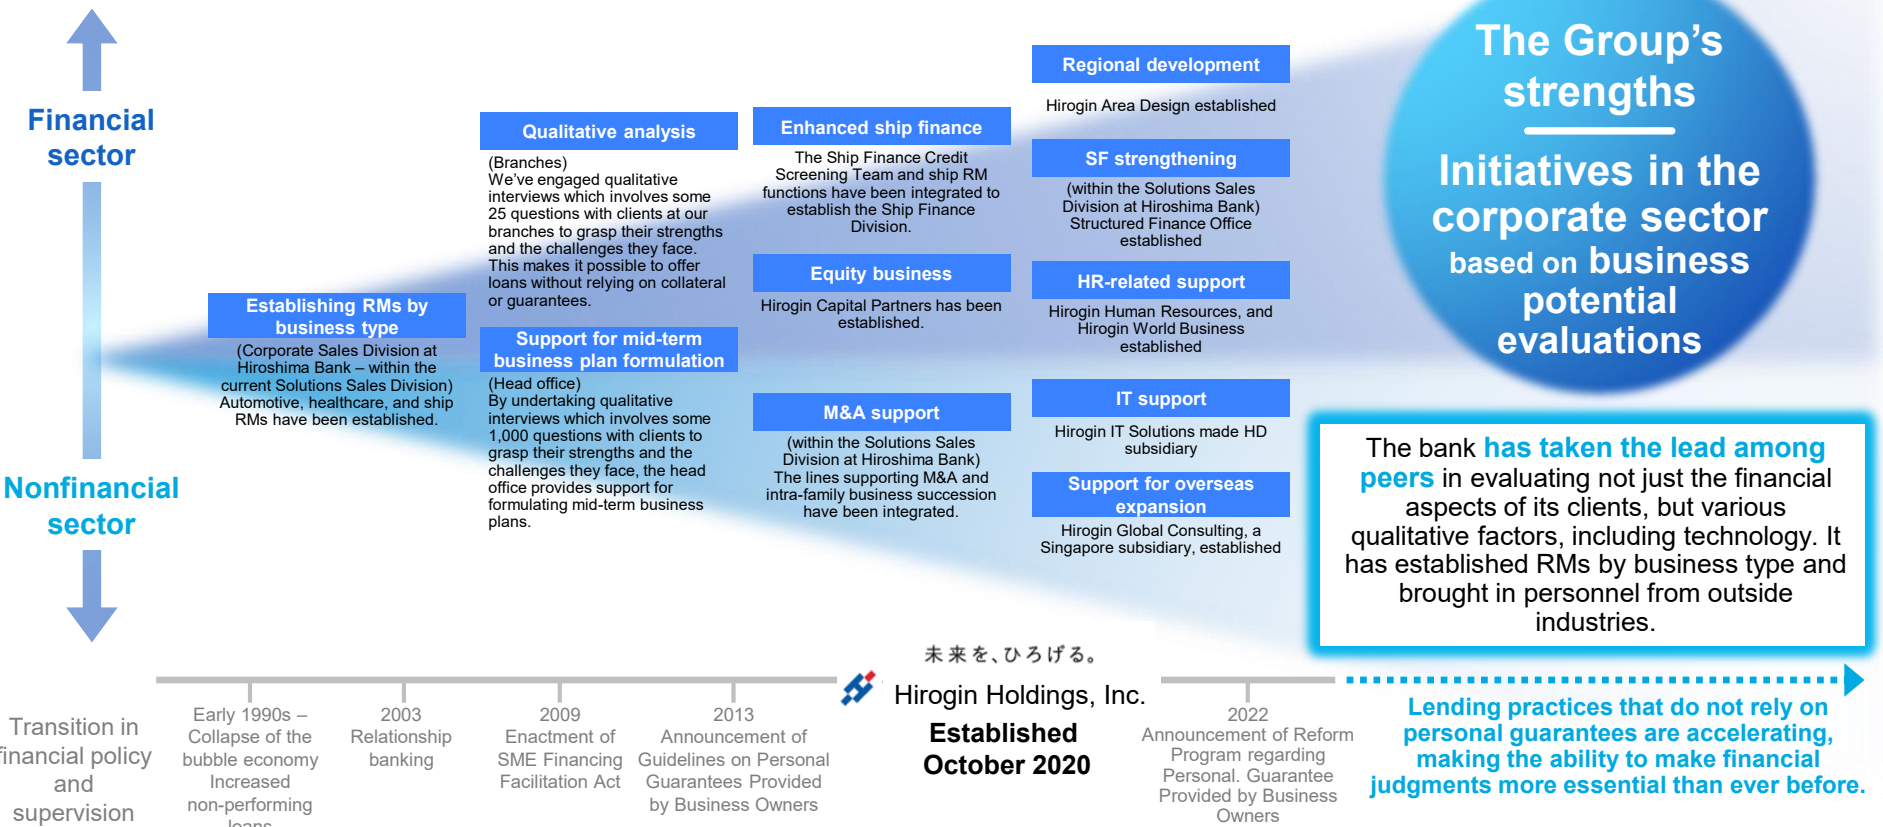 Financial
sector
Nonfinancial
sector
Establishing RMs by
business type
(Corporate Sales Division at
Hiroshima Bank – within the
current Solutions Sales Division)
Automotive, healthcare, and ship
RMs have been established.
Qualitative analysis
(Branches)
We've engaged qualitative
interviews which involves some
25 questions with clients at our
branches to grasp their strengths
and the challenges they face.
This makes it possible to offer
loans without relying on collateral
or guarantees.
Support for mid-term
business plan formulation
(Head office)
By undertaking qualitative
interviews which involves some
1,000 questions with clients to
grasp their strengths and the
challenges they face, the head
office provides support for
formulating mid-term business
plans.
Enhanced ship finance
The Ship Finance Credit
Screening Team and ship RM
functions have been integrated to
establish the Ship Finance
Division.
Equity business
Hirogin Capital Partners has been
established.
M&A support
(within the Solutions Sales
Division at Hiroshima Bank)
The lines supporting M&A and
intra-family business succession
have been integrated.
Regional development
Hirogin Area Design established
SF strengthening
(within the Solutions Sales
Division at Hiroshima Bank)
Structured Finance Office
established
HR-related support
Hirogin Human Resources, and
Hirogin World Business
established
IT support
Hirogin IT Solutions made HD
subsidiary
Support for overseas
expansion
Hirogin Global Consulting, a
Singapore subsidiary, established
The Group's
strengths
Initiatives in the
corporate sector
based on business
potential
evaluations
The bank has taken the lead among
peers in evaluating not just the financial
aspects of its clients, but various
qualitative factors, including technology. It
has established RMs by business type and
brought in personnel from outside
industries.
Transition in
financial policy
and
supervision
Early 1990s –
Collapse of the
bubble economy
Increased
non-performing
loans
2003
Relationship
banking
2009
Enactment of
SME Financing
Facilitation Act
2013
Announcement of
Guidelines on Personal
Guarantees Provided
by Business Owners
未来を、ひろげる。
Hirogin Holdings, Inc.
Established
October 2020
2022
Announcement of Reform
Program regarding
Personal. Guarantee
Provided by Business
Owners
Lending practices that do not rely on
personal guarantees are accelerating,
making the ability to make financial
judgments more essential than ever before.